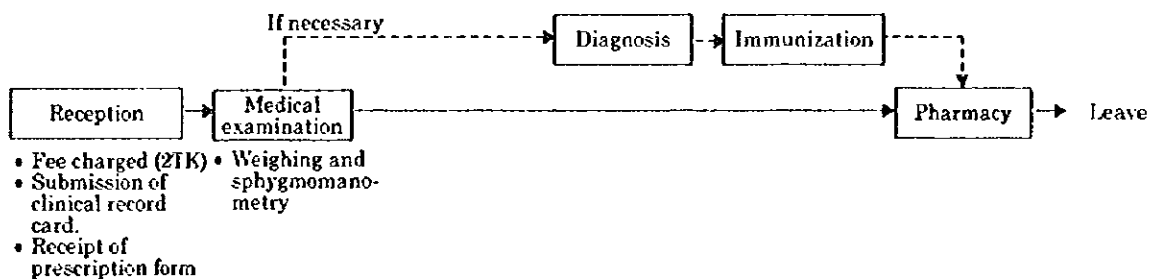 If necessary
Diagnosis
Immunization
Reception
Medical
examination
Pharmacy
Leave
• Fee charged (2TK)
• Submission of
clinical record
card.
• Receipt of
prescription form
• Weighing and
sphygmomano-
metry